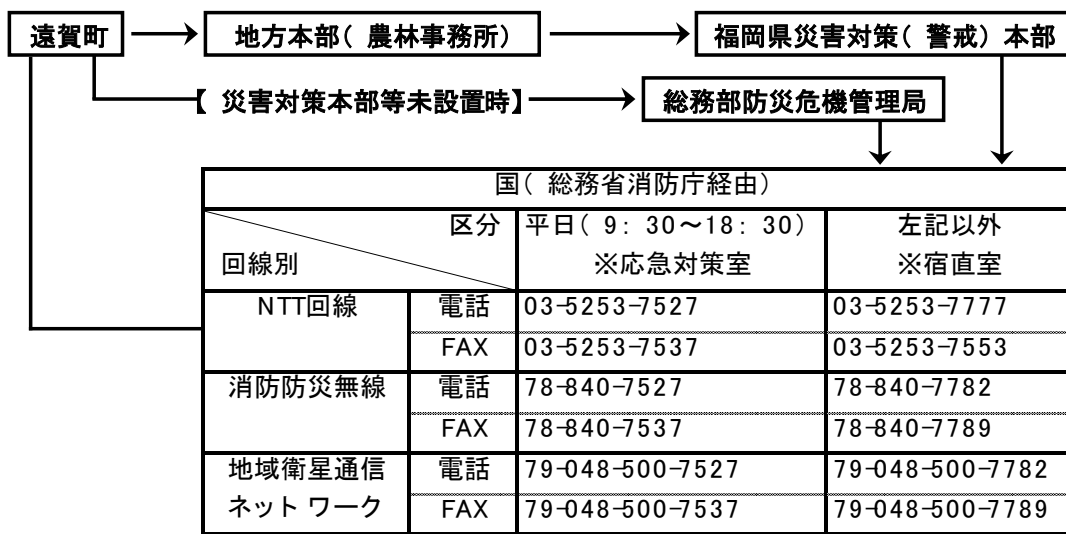 遠賀町 地方本部(農林事務所) 福岡県災害対策(警戒)本部
【災害対策本部等未設置時】 総務部防災危機管理局
国(総務省消防庁経由)
区分 平日(9:30~18:30) 左記以外
回線別 ※応急対策室 ※宿直室
NTT回線 電話 03-5253-7527 03-5253-7777
FAX 03-5253-7537 03-5253-7553
消防防災無線 電話 78-840-7527 78-840-7782
FAX 78-840-7537 78-840-7789
地域衛星通信 電話 79-048-500-7527 79-048-500-7782
ネットワーク FAX 79-048-500-7537 79-048-500-7789